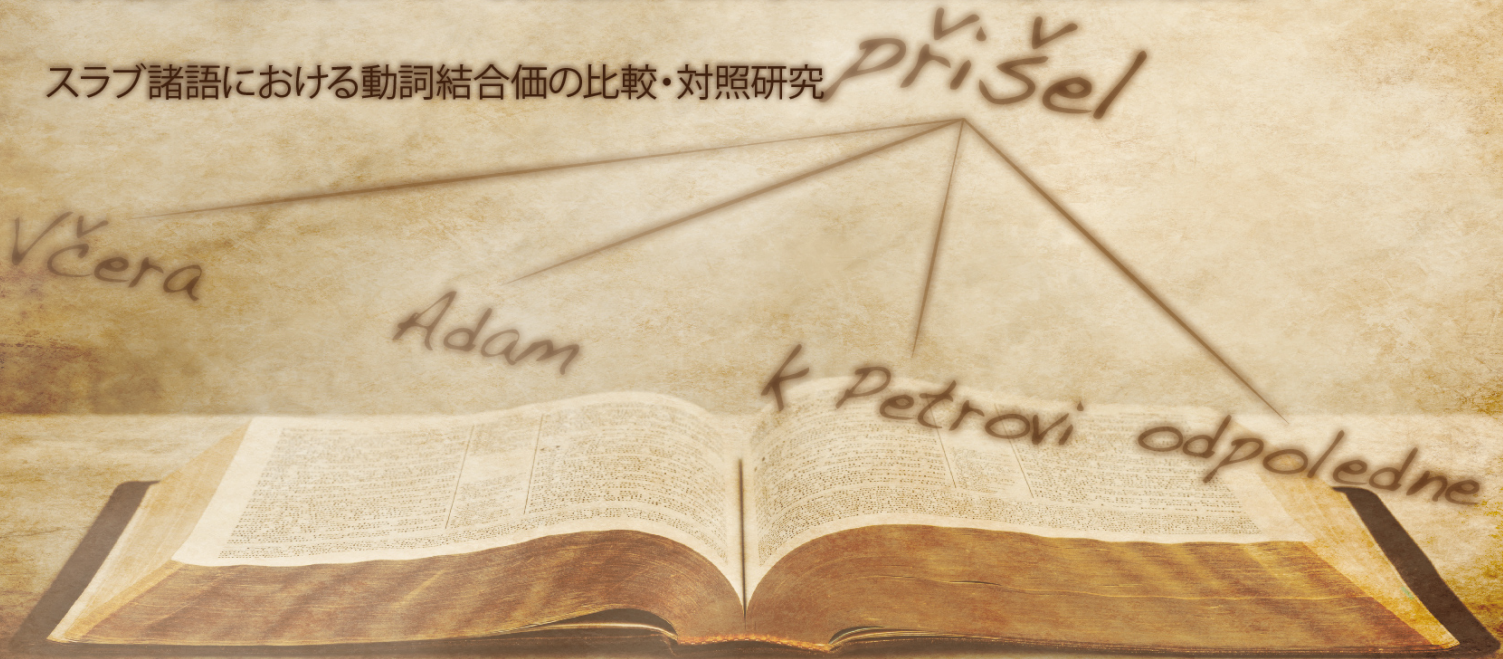 スラブ諸語における動詞結合価の比較・対照研究
přišel
Včera
Adam
k Petrovi
odpoledne